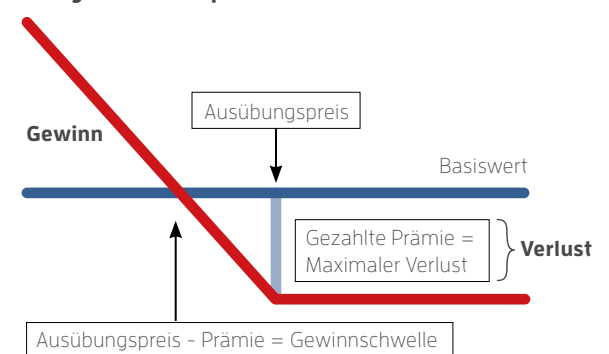 Ausübungspreis
Gewinn
Basiswert
Gezahlte Prämie =
Maximaler Verlust
Verlust
Ausübungspreis - Prämie = Gewinnschwelle